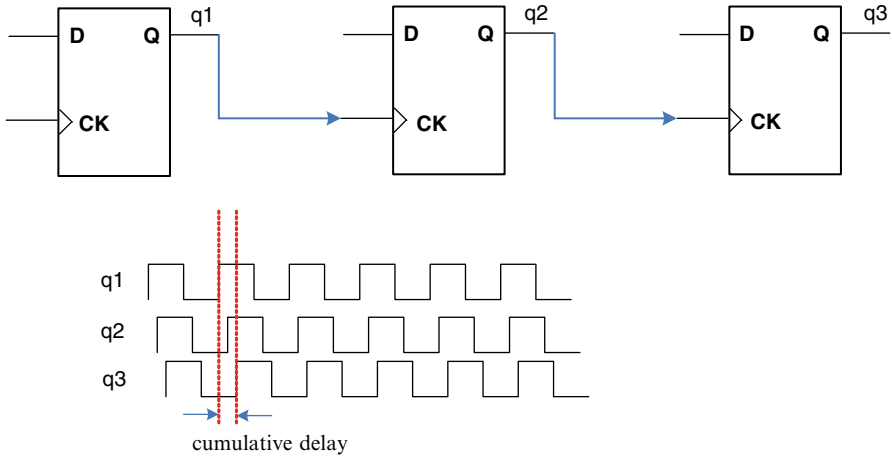 q1 q2 q3
D Q D Q D Q
CK CK CK
q1
q2
q3
cumulative delay